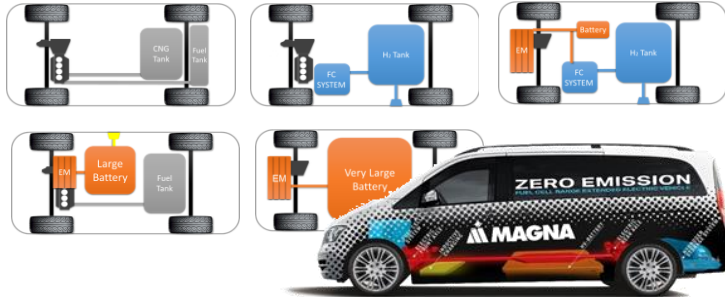 CNG
Tank
Fuel
Tank
FC
SYSTEM
H₂ Tank
EM
Battery
FC
SYSTEM
H₂ Tank
EM
Large
Battery
Fuel
Tank
EM
Very Large
Battery
ZERO EMISSION
FUEL CELL RANGE EXTENDED ELECTRIC VEHICLE
MAGNA